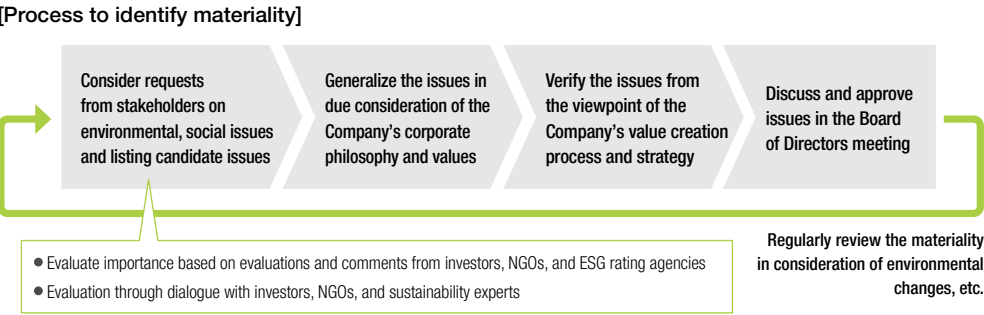 [Process to identify materiality]
Consider requests
from stakeholders on
environmental, social issues
and listing candidate issues
Generalize the issues in
due consideration of the
Company's corporate
philosophy and values
Verify the issues from
the viewpoint of the
Company's value creation
process and strategy
Discuss and approve
issues in the Board
of Directors meeting
● Evaluate importance based on evaluations and comments from investors, NGOs, and ESG rating agencies
● Evaluation through dialogue with investors, NGOs, and sustainability experts
Regularly review the materiality
in consideration of environmental
changes, etc.